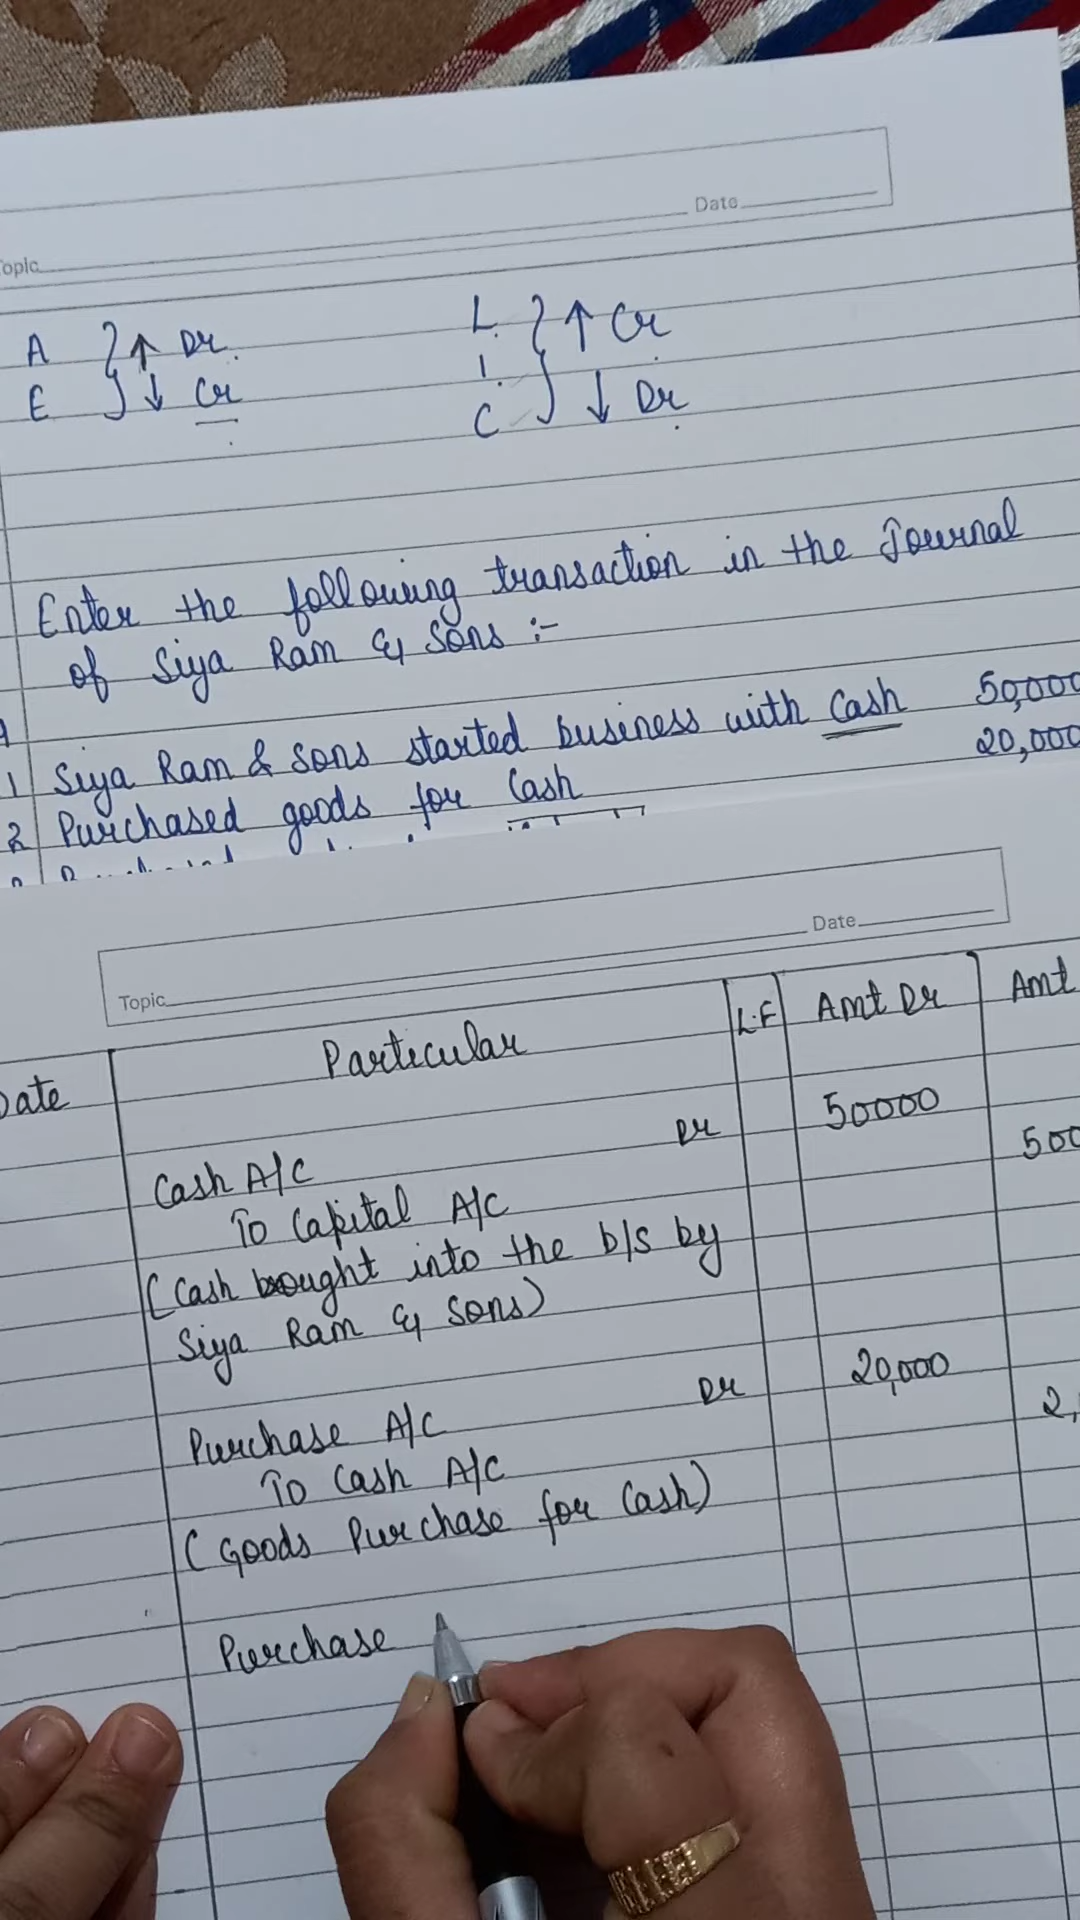 Date
Topic
A ↑ Dr.
E ↓ Cr
L. ↑ Cr
I.
C ↓ Dr
Enter the following transaction in the Journal
of Siya Ram & Sons :-
1 Siya Ram & Sons started business with Cash 50,000
2 Purchased goods for Cash 20,000
Date
Topic
Date Particular L.F Amt Dr Amt
Cash A/C Dr 50000
To Capital A/C 500
(Cash bought into the b/s by
Siya Ram & Sons)
Purchase A/C Dr 20,000
To Cash A/C 2,
(Goods Purchase for Cash)
Purchase